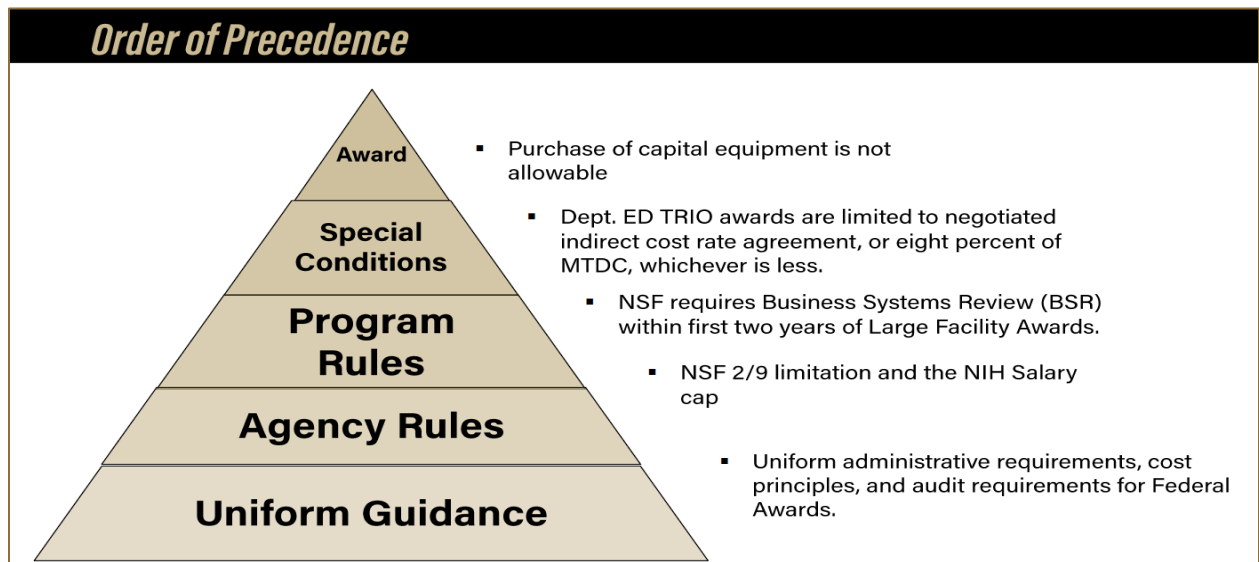 Order of Precedence
Award
▪ Purchase of capital equipment is not
allowable
Special
Conditions
▪ Dept. ED TRIO awards are limited to negotiated
indirect cost rate agreement, or eight percent of
MTDC, whichever is less.
Program
Rules
▪ NSF requires Business Systems Review (BSR)
within first two years of Large Facility Awards.
Agency Rules
▪ NSF 2/9 limitation and the NIH Salary
cap
Uniform Guidance
▪ Uniform administrative requirements, cost
principles, and audit requirements for Federal
Awards.